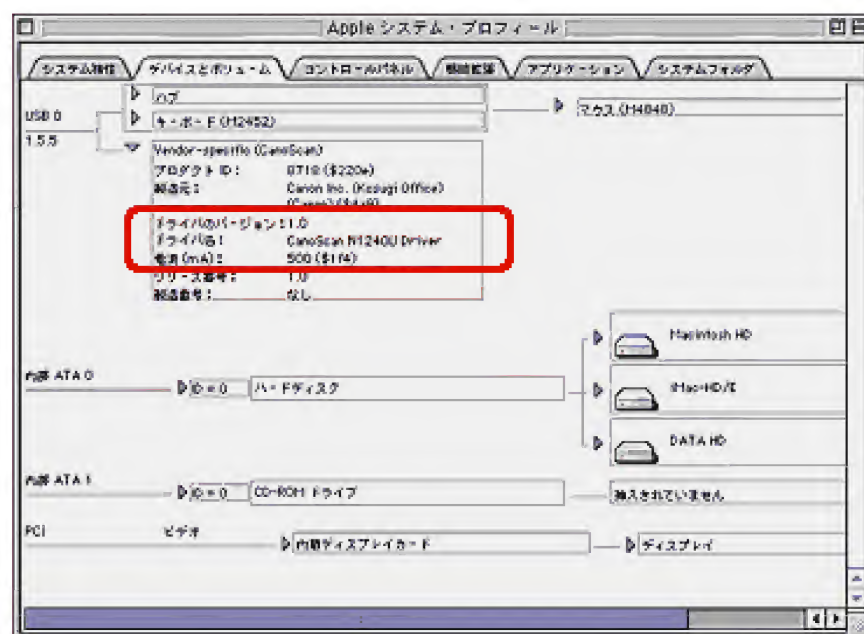 Apple システム・プロフィール
システム特性 デバイスとボリューム コントロールパネル 機能拡張 アプリケーション システムフォルダ
ハブ
USB 0
1.5.5
キーボード (M2452)
マウス (M4848)
Vendor-specific (CanoScan)
プロダクト ID : 8718 ($220e)
製造元 : Canon Inc. (Kosugi Office)
ドライバのバージョン : 1.0
ドライバ名 : CanoScan N1240U Driver
電流 (mA) : 500 ($1f4)
リリース番号 : 1.0
製造番号 : なし
Macintosh HD
内部 ATA 0
ID = 0 ハードディスク
iMac-HD/E
DATA HD
内部 ATA 1
ID = 0 CD-ROM ドライブ
挿入されていません
PCI
ビデオ
内蔵ディスプレイカード
ディスプレイ